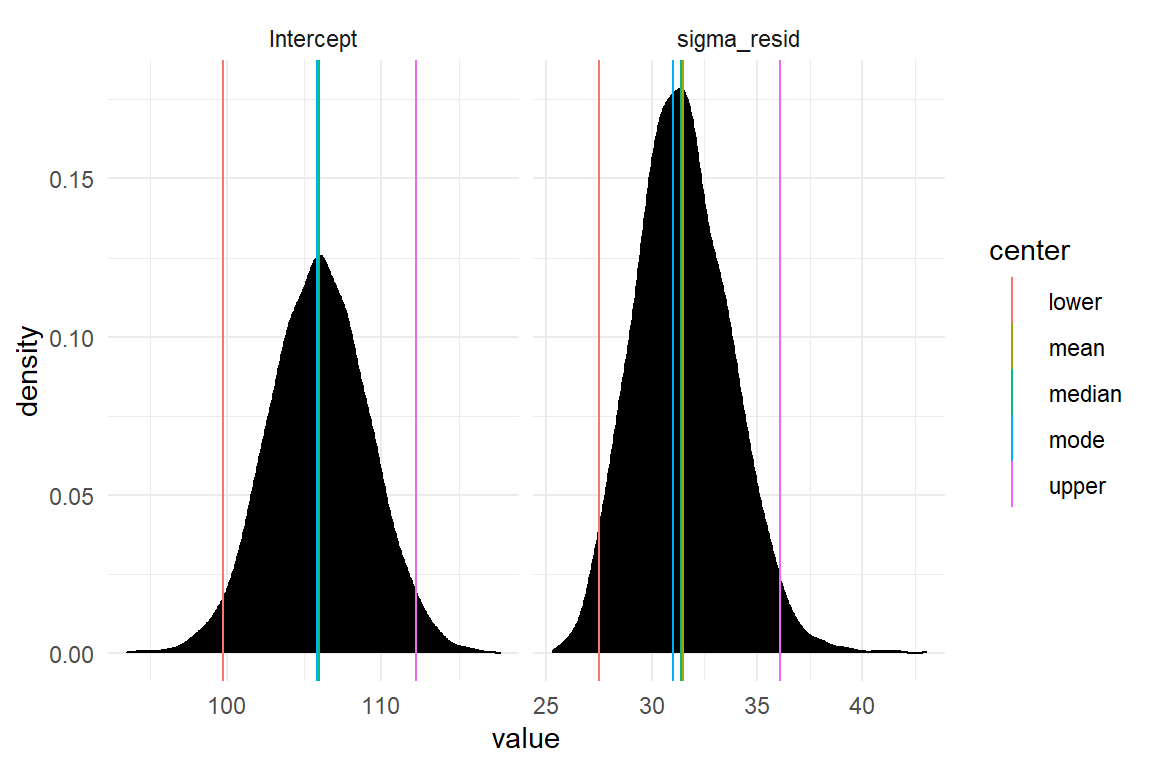 Intercept
sigma_resid
0.15
0.10
0.05
0.00
density
100
110
25
30
35
40
value
center
lower
mean
median
mode
upper